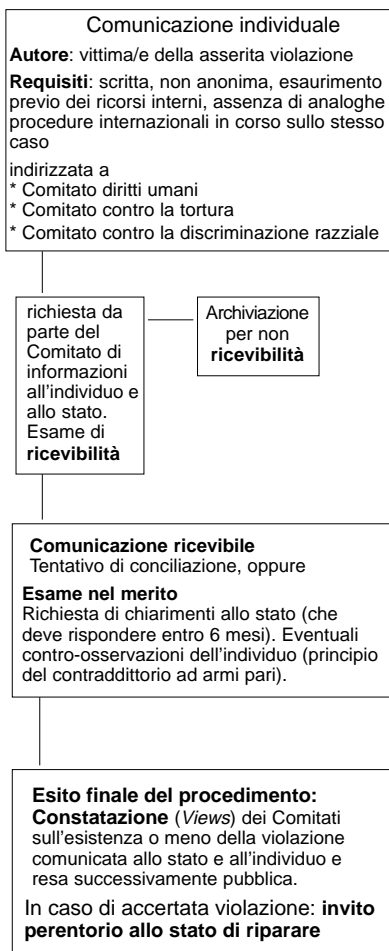 Comunicazione individuale
Autore: vittima/e della asserita violazione
Requisiti: scritta, non anonima, esaurimento
previo dei ricorsi interni, assenza di analoghe
procedure internazionali in corso sullo stesso
caso
indirizzata a
* Comitato diritti umani
* Comitato contro la tortura
* Comitato contro la discriminazione razziale
richiesta da
parte del
Comitato di
informazioni
all'individuo e
allo stato.
Esame di
ricevibilità
Archiviazione
per non
ricevibilità
Comunicazione ricevibile
Tentativo di conciliazione, oppure
Esame nel merito
Richiesta di chiarimenti allo stato (che
deve rispondere entro 6 mesi). Eventuali
contro-osservazioni dell'individuo (principio
del contraddittorio ad armi pari).
Esito finale del procedimento:
Constatazione (Views) dei Comitati
sull'esistenza o meno della violazione
comunicata allo stato e all'individuo e
resa successivamente pubblica.
In caso di accertata violazione: invito
perentorio allo stato di riparare